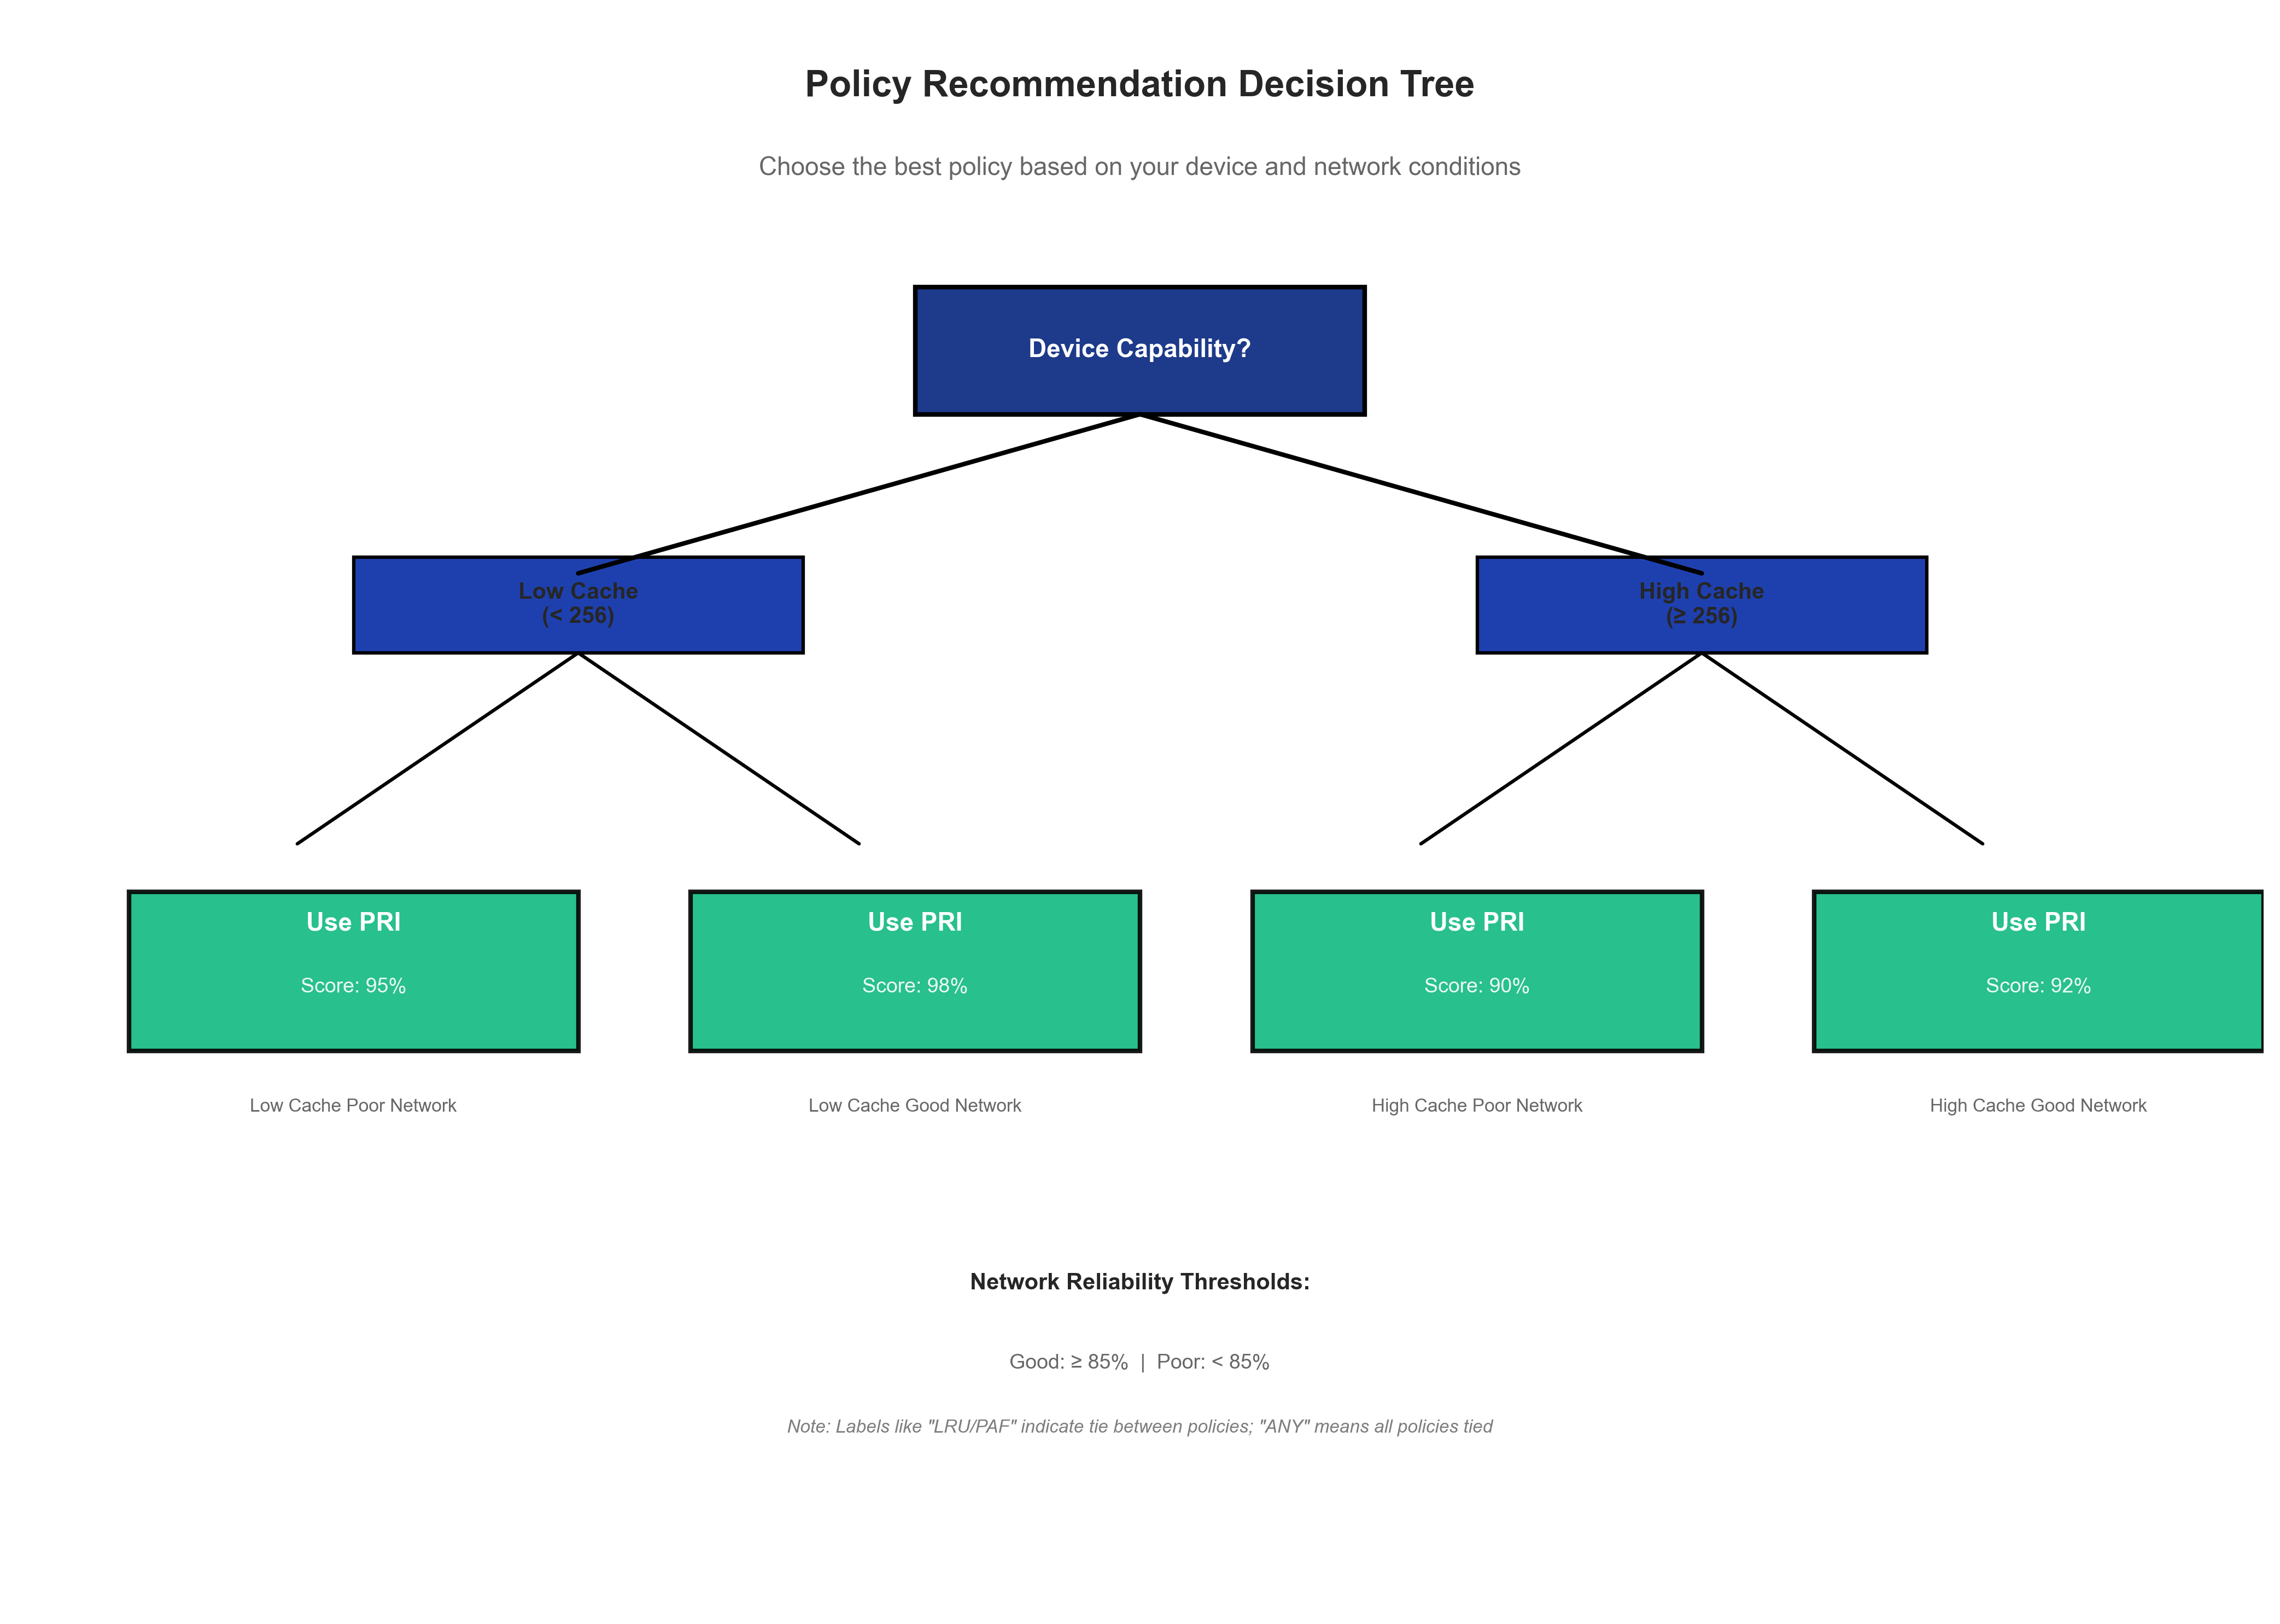 Policy Recommendation Decision Tree
Choose the best policy based on your device and network conditions
Device Capability?
Low Cache
(< 256)
High Cache
(≥ 256)
Use PRI
Score: 95%
Low Cache Poor Network
Use PRI
Score: 98%
Low Cache Good Network
Use PRI
Score: 90%
High Cache Poor Network
Use PRI
Score: 92%
High Cache Good Network
Network Reliability Thresholds:
Good: ≥ 85% | Poor: < 85%
Note: Labels like "LRU/PAF" indicate tie between policies; "ANY" means all policies tied